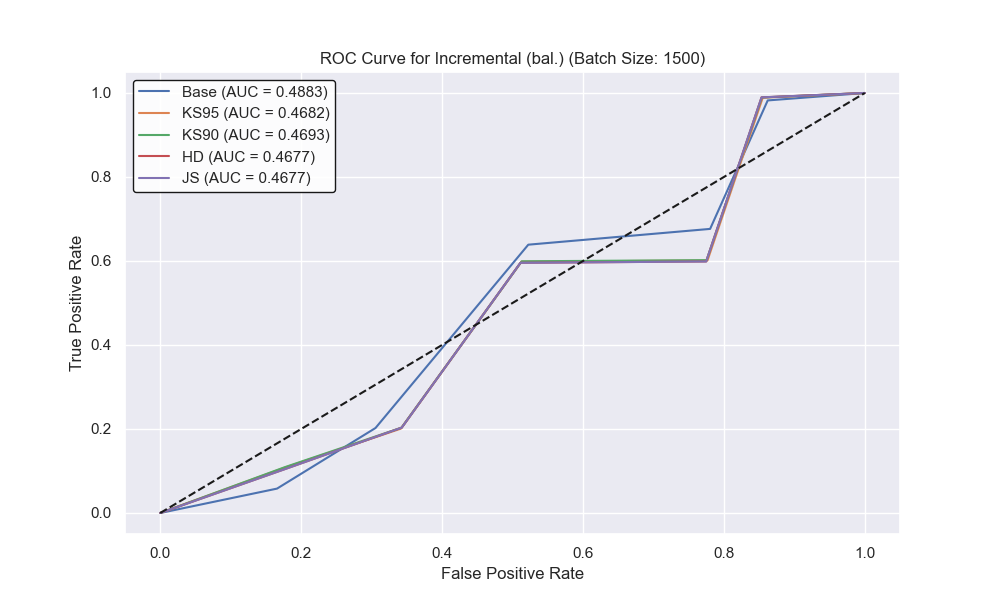 ROC Curve for Incremental (bal.) (Batch Size: 1500)
Base (AUC = 0.4883)
KS95 (AUC = 0.4682)
KS90 (AUC = 0.4693)
HD (AUC = 0.4677)
JS (AUC = 0.4677)
True Positive Rate
1.0
0.8
0.6
0.4
0.2
0.0
0.0 0.2 0.4 0.6 0.8 1.0
False Positive Rate